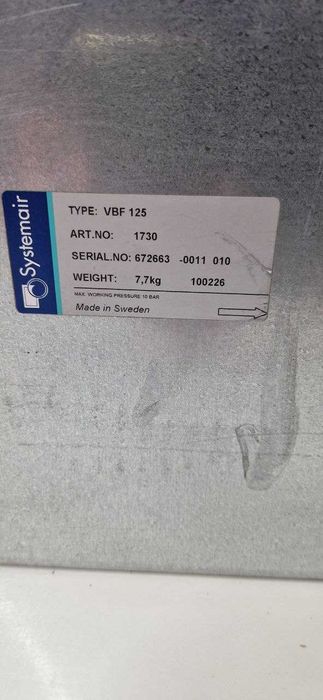 Systemair
TYPE: VBF 125
ART.NO: 1730
SERIAL.NO: 672663 -0011 010
WEIGHT: 7,7kg 100226
MAX. WORKING PRESSURE 10 BAR
Made in Sweden